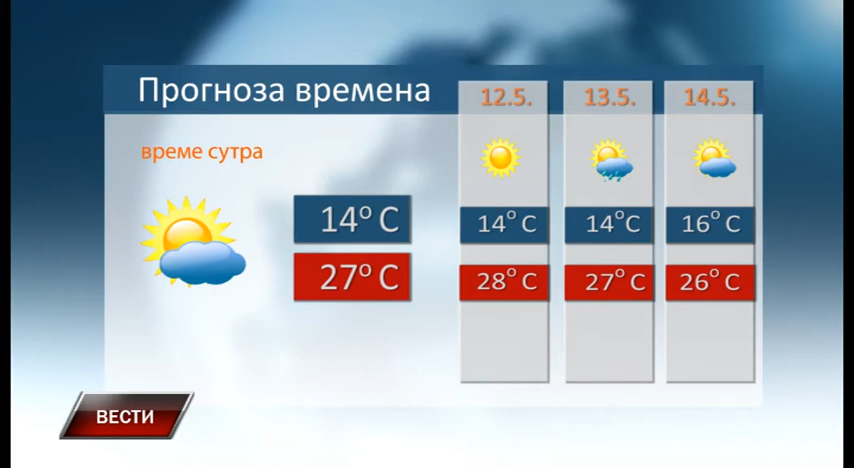 Прогноза времена
време сутра
14° C
27° C
12.5.
14° C
28° C
13.5.
14°C
27° C
14.5.
16° C
26° C
ВЕСТИ